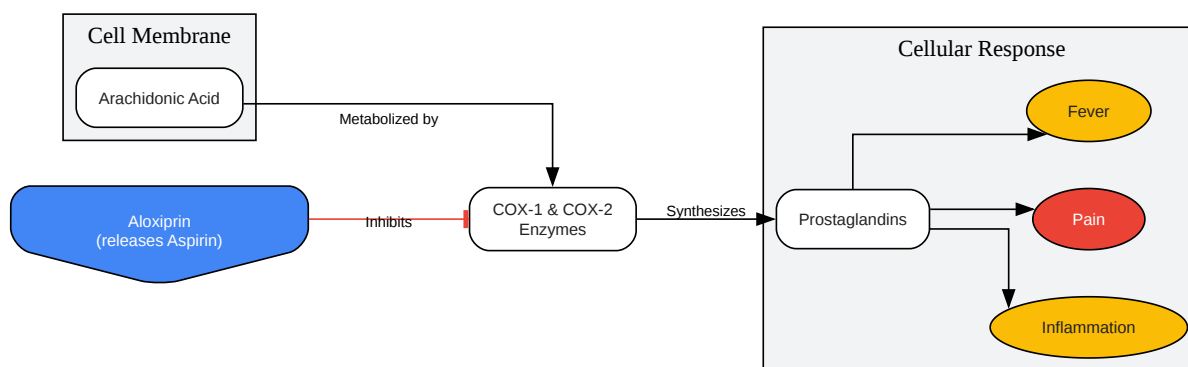 Cell Membrane
Arachidonic Acid
Metabolized by
Aloxiprin
(releases Aspirin)
Inhibits
COX-1 & COX-2
Enzymes
Synthesizes
Cellular Response
Prostaglandins
Fever
Pain
Inflammation